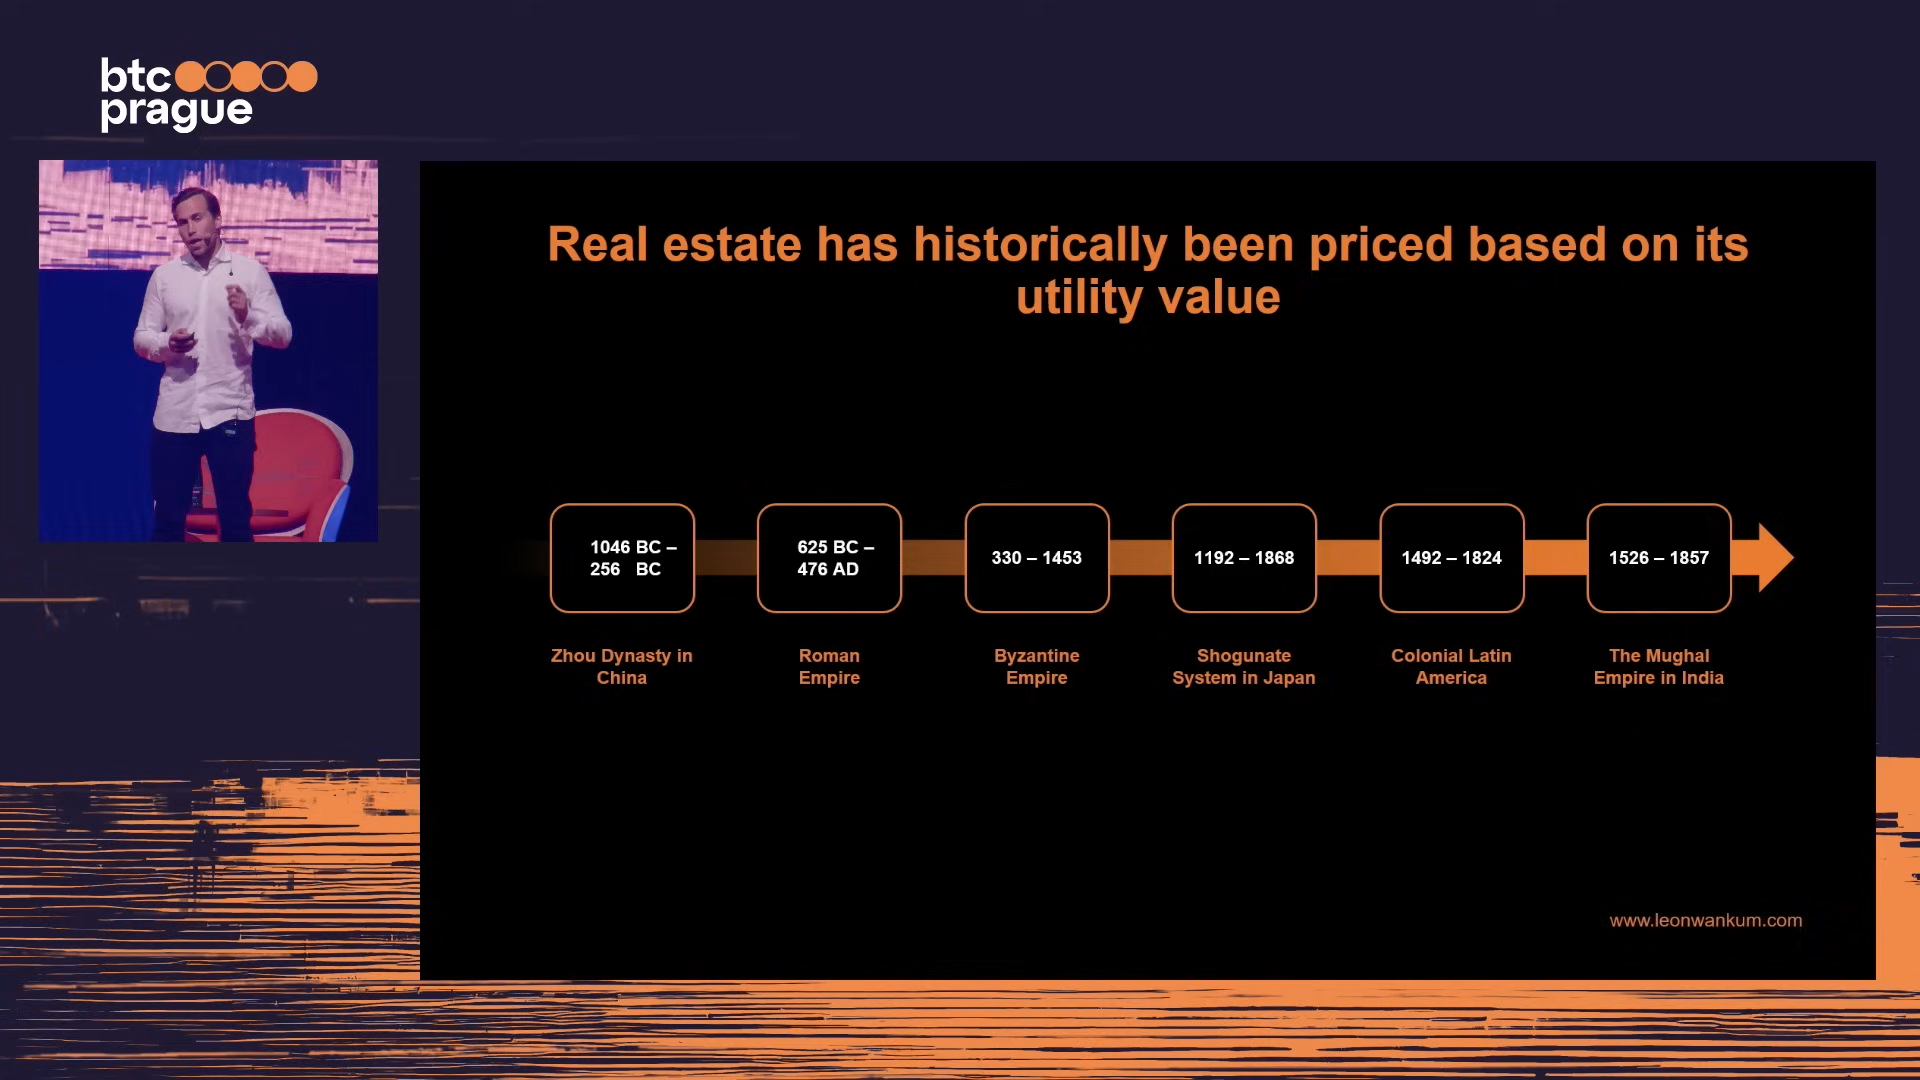 btc
prague
Real estate has historically been priced based on its
utility value
1046 BC –
256 BC
625 BC –
476 AD
330 – 1453
1192 – 1868
1492 – 1824
1526 – 1857
Zhou Dynasty in
China
Roman
Empire
Byzantine
Empire
Shogunate
System in Japan
Colonial Latin
America
The Mughal
Empire in India
www.leonwankum.com